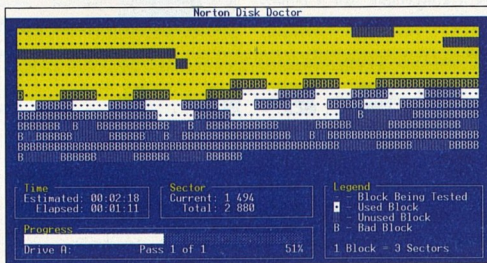 Norton Disk Doctor
Time
Estimated: 00:02:18
Elapsed: 00:01:11
Sector
Current: 1 494
Total: 2 880
Legend
- Block Being Tested
- Used Block
- Unused Block
B - Bad Block
1 Block = 3 Sectors
Progress
Drive A: Pass 1 of 1 51%